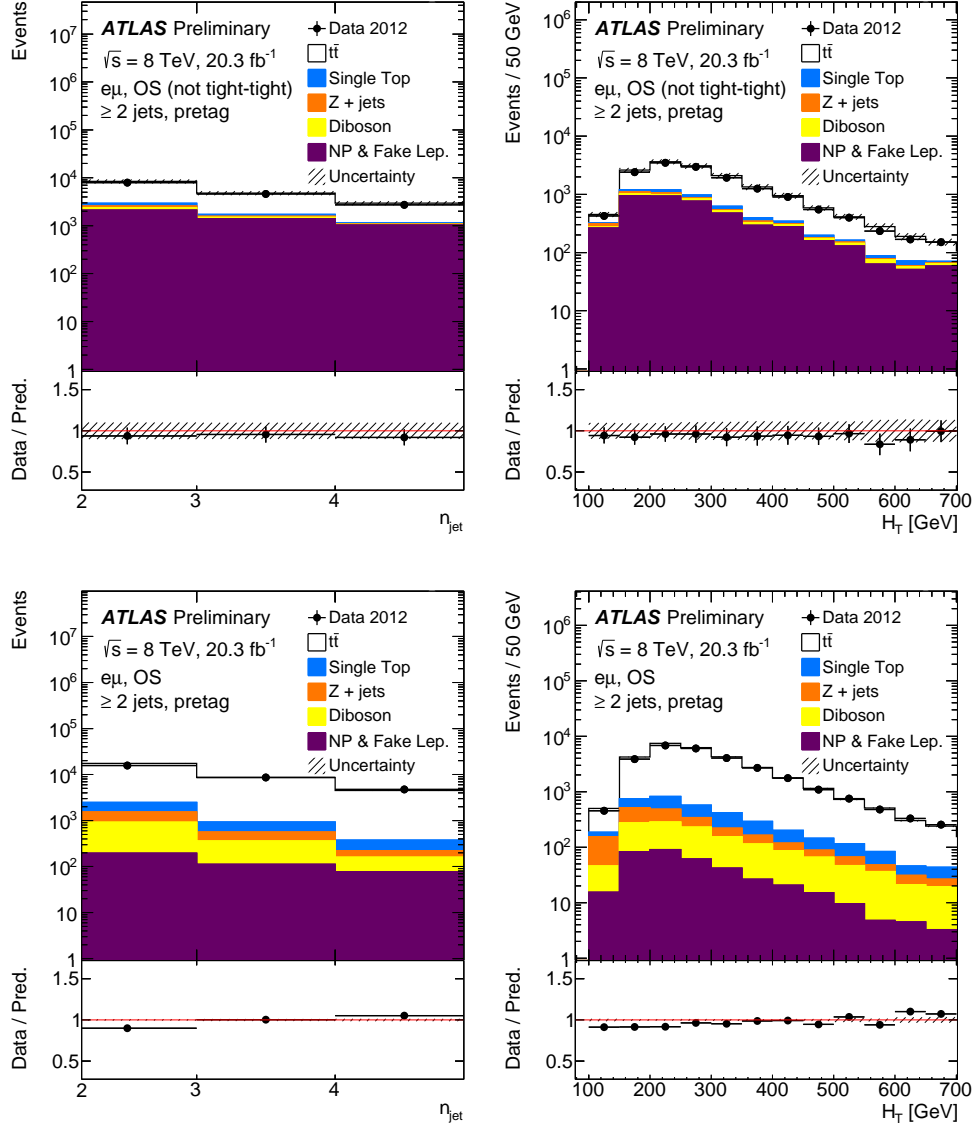 Events
10⁷
10⁶
10⁵
10⁴
10³
10²
10
1
ATLAS Preliminary
√s = 8 TeV, 20.3 fb⁻¹
eμ, OS (not tight-tight)
≥ 2 jets, pretag
Data 2012
tt̄
Single Top
Z + jets
Diboson
NP & Fake Lep.
Uncertainty
Data / Pred.
1.5
1
0.5
2
3
4
n_jet
Events / 50 GeV
10⁶
10⁵
10⁴
10³
10²
10
1
ATLAS Preliminary
√s = 8 TeV, 20.3 fb⁻¹
eμ, OS (not tight-tight)
≥ 2 jets, pretag
Data 2012
tt̄
Single Top
Z + jets
Diboson
NP & Fake Lep.
Uncertainty
Data / Pred.
1.5
1
0.5
100 200 300 400 500 600 700
H_T [GeV]
Events
10⁷
10⁶
10⁵
10⁴
10³
10²
10
1
ATLAS Preliminary
√s = 8 TeV, 20.3 fb⁻¹
eμ, OS
≥ 2 jets, pretag
Data 2012
tt̄
Single Top
Z + jets
Diboson
NP & Fake Lep.
Uncertainty
Data / Pred.
1.5
1
0.5
2
3
4
n_jet
Events / 50 GeV
10⁶
10⁵
10⁴
10³
10²
10
1
ATLAS Preliminary
√s = 8 TeV, 20.3 fb⁻¹
eμ, OS
≥ 2 jets, pretag
Data 2012
tt̄
Single Top
Z + jets
Diboson
NP & Fake Lep.
Uncertainty
Data / Pred.
1.5
1
0.5
100 200 300 400 500 600 700
H_T [GeV]